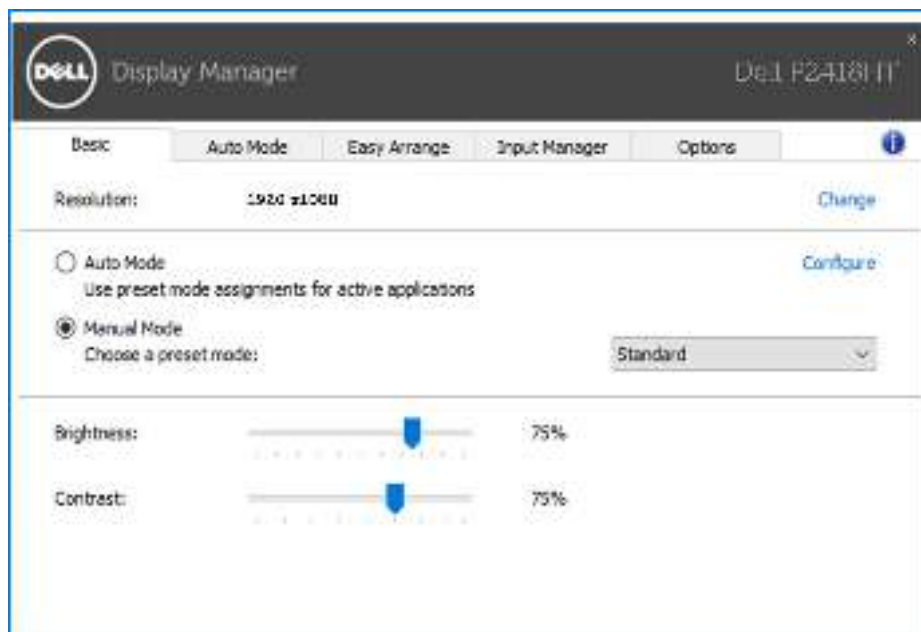 DELL Display Manager Dell P2418HT
Basic Auto Mode Easy Arrange Input Manager Options
Resolution: 1920 x1080 Change
Auto Mode Configure
Use preset mode assignments for active applications
Manual Mode
Choose a preset mode: Standard
Brightness: 75%
Contrast: 75%